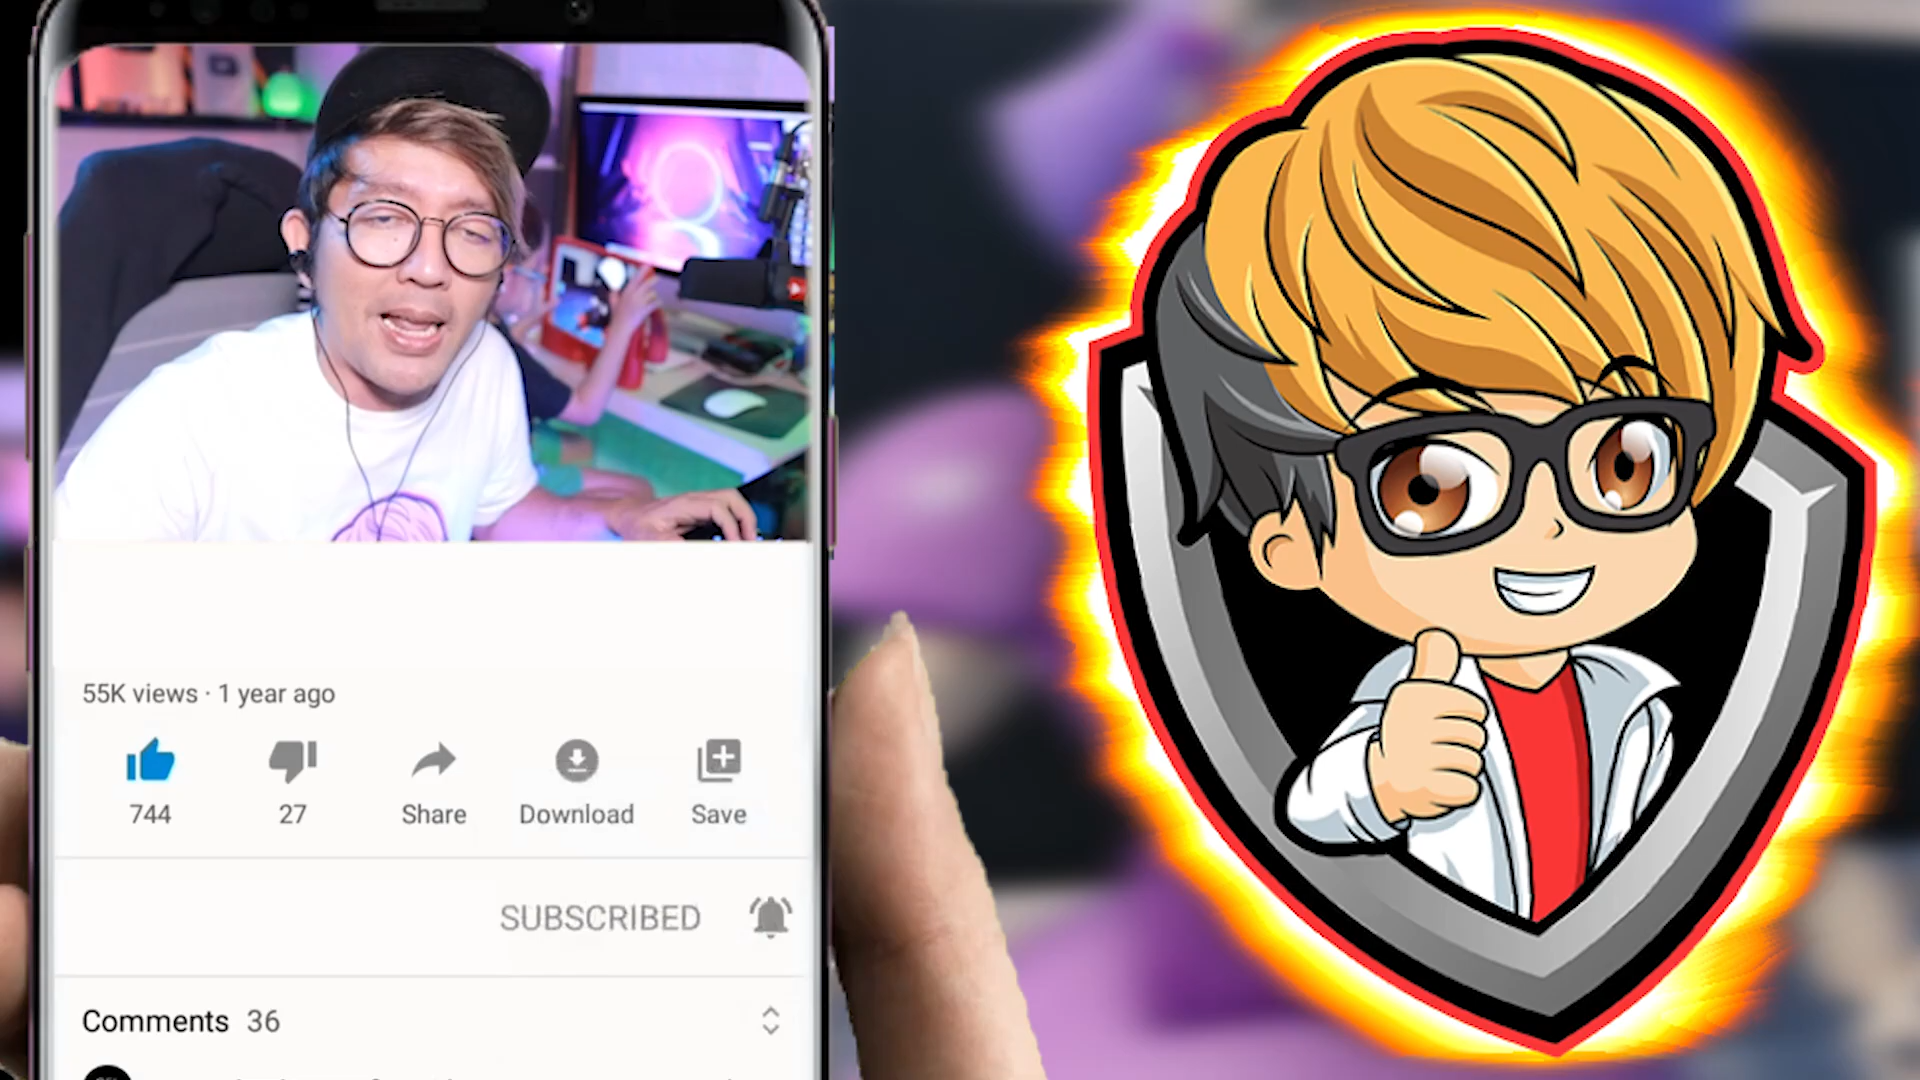 55K views · 1 year ago
744
27
Share
Download
Save
SUBSCRIBED
Comments 36